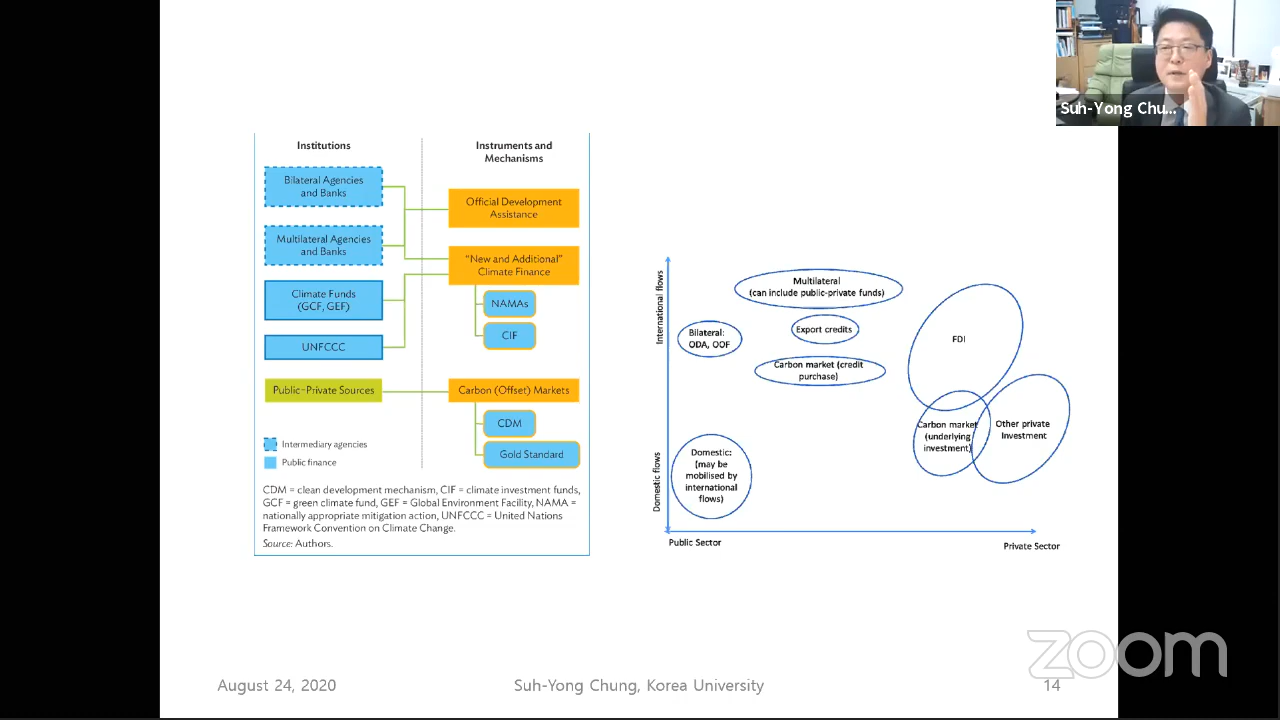 Suh-Yong Chu...
Institutions
Instruments and
Mechanisms
Bilateral Agencies
and Banks
Official Development
Assistance
Multilateral Agencies
and Banks
“New and Additional”
Climate Finance
Climate Funds
(GCF, GEF)
NAMAs
UNFCCC
CIF
Public–Private Sources
Carbon (Offset) Markets
CDM
Gold Standard
Intermediary agencies
Public finance
CDM = clean development mechanism, CIF = climate investment funds,
GCF = green climate fund, GEF = Global Environment Facility, NAMA =
nationally appropriate mitigation action, UNFCCC = United Nations
Framework Convention on Climate Change.
Source: Authors.
International flows
Domestic flows
Multilateral
(can include public-private funds)
Bilateral:
ODA, OOF
Export credits
Carbon market (credit
purchase)
FDI
Carbon market
(underlying
investment)
Other private
Investment
Domestic:
(may be
mobilised by
international
flows)
Public Sector
Private Sector
zoom
August 24, 2020
Suh-Yong Chung, Korea University
14